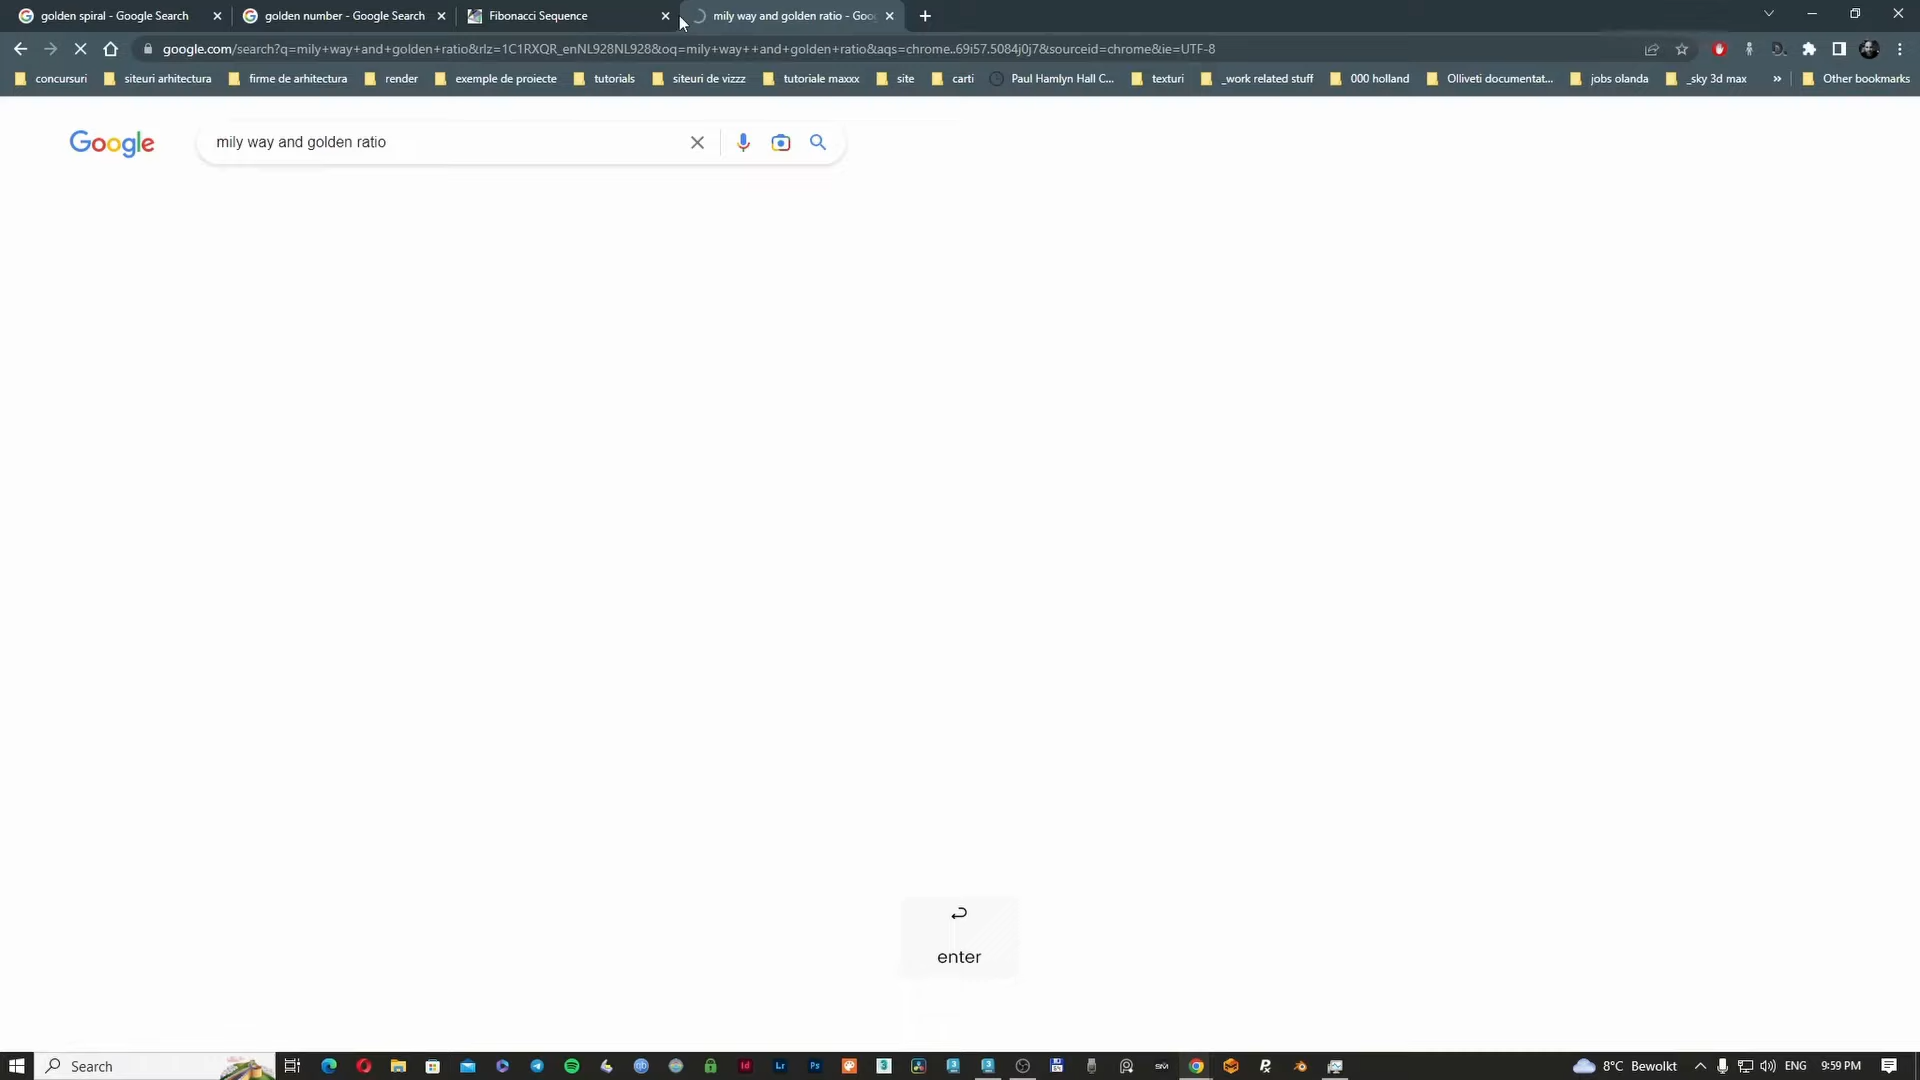 golden spiral - Google Search
golden number - Google Search
Fibonacci Sequence
mily way and golden ratio - Goo
google.com/search?q=mily+way+and+golden+ratio&rlz=1C1RXQR_enNL928NL928&oq=mily+way++and+golden+ratio&aqs=chrome..69i57.5084j0j7&sourceid=chrome&ie=UTF-8
concursuri
siteuri arhitectura
firme de arhitectura
render
exemple de proiecte
tutorials
siteuri de vizzz
tutoriale maxxx
site
carti
Paul Hamlyn Hall C...
texturi
_work related stuff
000 holland
Olliveti documentat...
jobs olanda
_sky 3d max
Other bookmarks
Google
mily way and golden ratio
enter
Search
8°C Bewolkt
ENG
9:59 PM